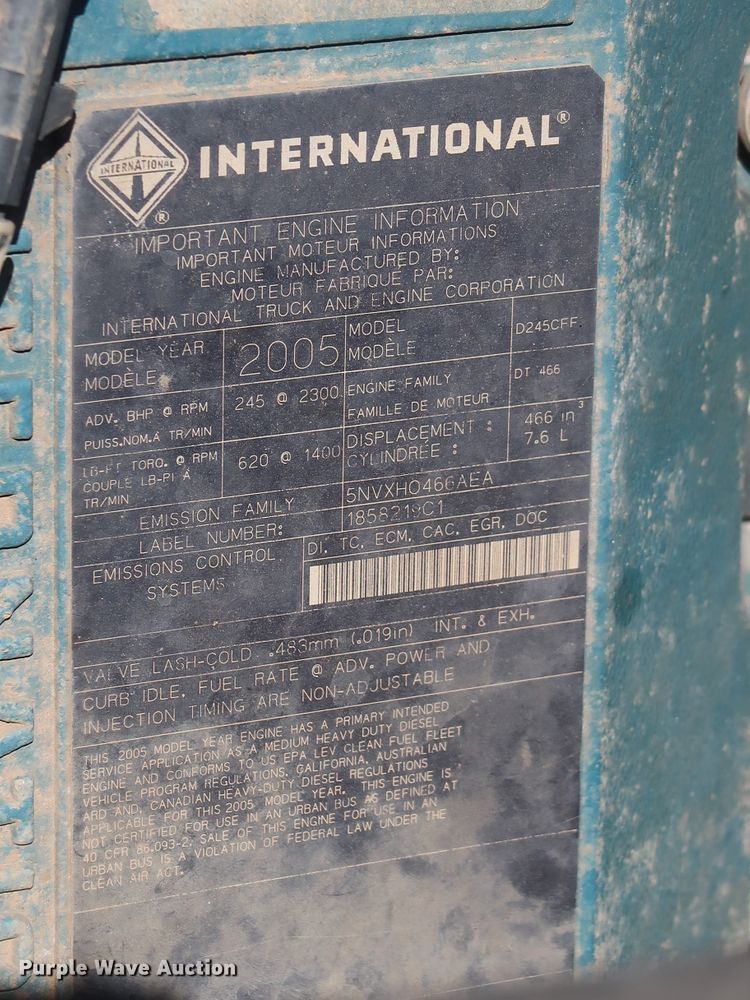 INTERNATIONAL
INTERNATIONAL®
®
IMPORTANT ENGINE INFORMATION
IMPORTANT MOTEUR INFORMATIONS
ENGINE MANUFACTURED BY:
MOTEUR FABRIQUE PAR:
INTERNATIONAL TRUCK AND ENGINE CORPORATION
MODEL YEAR
MODÈLE
2005
MODEL
MODÈLE
D245CFF
ADV. BHP @ RPM
PUISS.NOM.A TR/MIN
245 @ 2300
ENGINE FAMILY
FAMILLE DE MOTEUR
DT 466
LB-FT TORQ. @ RPM
COUPLE LB-PI A
TR/MIN
620 @ 1400
DISPLACEMENT :
CYLINDRÉE :
466 in³
7.6 L
EMISSION FAMILY
5NVXH0466AEA
LABEL NUMBER:
1858219C1
EMISSIONS CONTROL
SYSTEMS
DI, TC, ECM, CAC, EGR, DOC
VALVE LASH-COLD .483mm (.019in) INT. & EXH.
CURB IDLE, FUEL RATE @ ADV. POWER AND
INJECTION TIMING ARE NON-ADJUSTABLE
THIS 2005 MODEL YEAR ENGINE HAS A PRIMARY INTENDED
SERVICE APPLICATION AS A MEDIUM HEAVY DUTY DIESEL
ENGINE AND CONFORMS TO US EPA LEV CLEAN FUEL FLEET
VEHICLE PROGRAM REGULATIONS, CALIFORNIA, AUSTRALIAN
ARD AND, CANADIAN HEAVY-DUTY DIESEL REGULATIONS
APPLICABLE FOR THIS 2005 MODEL YEAR. THIS ENGINE IS
NOT CERTIFIED FOR USE IN AN URBAN BUS AS DEFINED AT
40 CFR 86.093-2. SALE OF THIS ENGINE FOR USE IN AN
URBAN BUS IS A VIOLATION OF FEDERAL LAW UNDER THE
CLEAN AIR ACT.
Purple Wave Auction